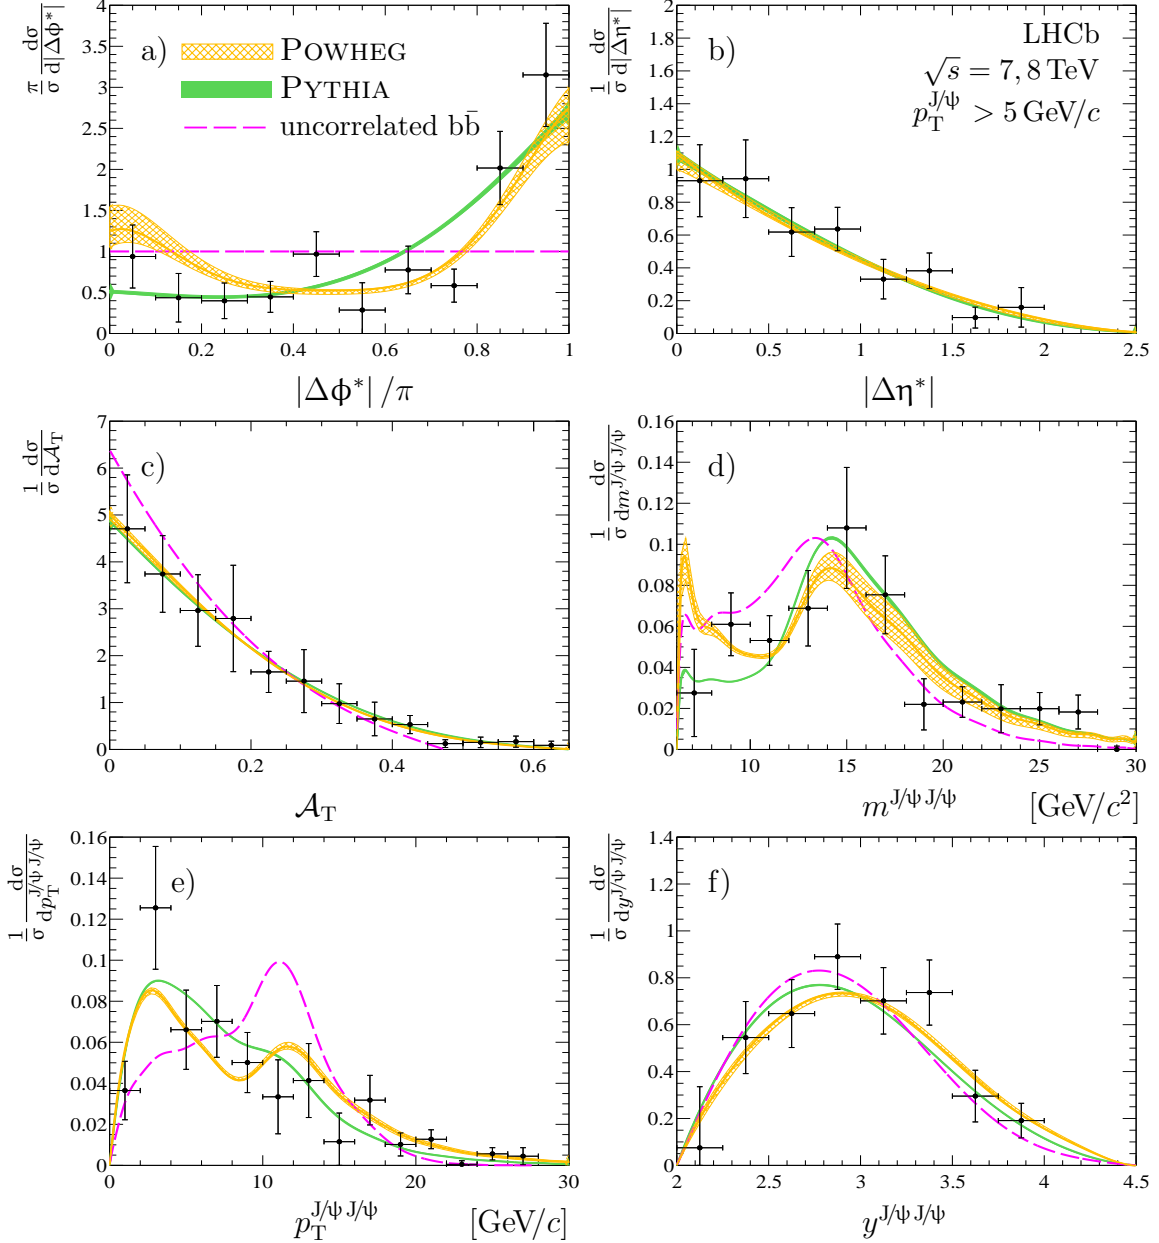 π/σ dσ/d|Δϕ*|
a)
POWHEG
PYTHIA
uncorrelated bb̄
0 0.5 1 1.5 2 2.5 3 3.5 4
0 0.2 0.4 0.6 0.8 1
|Δϕ*|/π
1/σ dσ/d|Δη*|
b)
LHCb
√s = 7, 8 TeV
p_T^{J/ψ} > 5 GeV/c
0 0.2 0.4 0.6 0.8 1 1.2 1.4 1.6 1.8 2
0 0.5 1 1.5 2 2.5
|Δη*|
1/σ dσ/d𝒜_T
c)
0 1 2 3 4 5 6 7
0 0.2 0.4 0.6
𝒜_T
1/σ dσ/dm^{J/ψ J/ψ}
d)
0 0.02 0.04 0.06 0.08 0.1 0.12 0.14 0.16
10 15 20 25 30
m^{J/ψ J/ψ} [GeV/c²]
1/σ dσ/dp_T^{J/ψ J/ψ}
e)
0 0.02 0.04 0.06 0.08 0.1 0.12 0.14 0.16
0 10 20 30
p_T^{J/ψ J/ψ} [GeV/c]
1/σ dσ/dy^{J/ψ J/ψ}
f)
0 0.2 0.4 0.6 0.8 1 1.2 1.4
2 2.5 3 3.5 4 4.5
y^{J/ψ J/ψ}